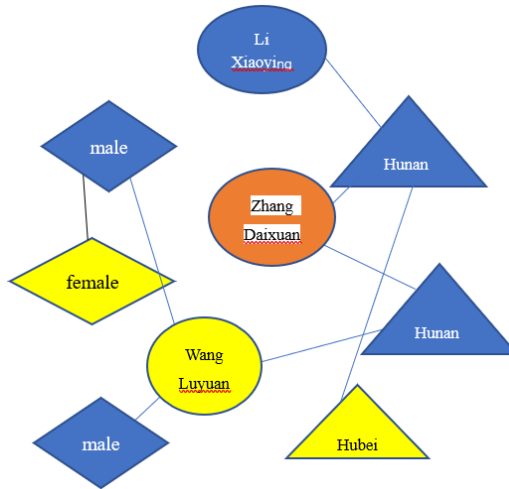 Li
Xiaoying
male
Hunan
Zhang
Daixuan
female
Hunan
Wang
Luyuan
male
Hubei